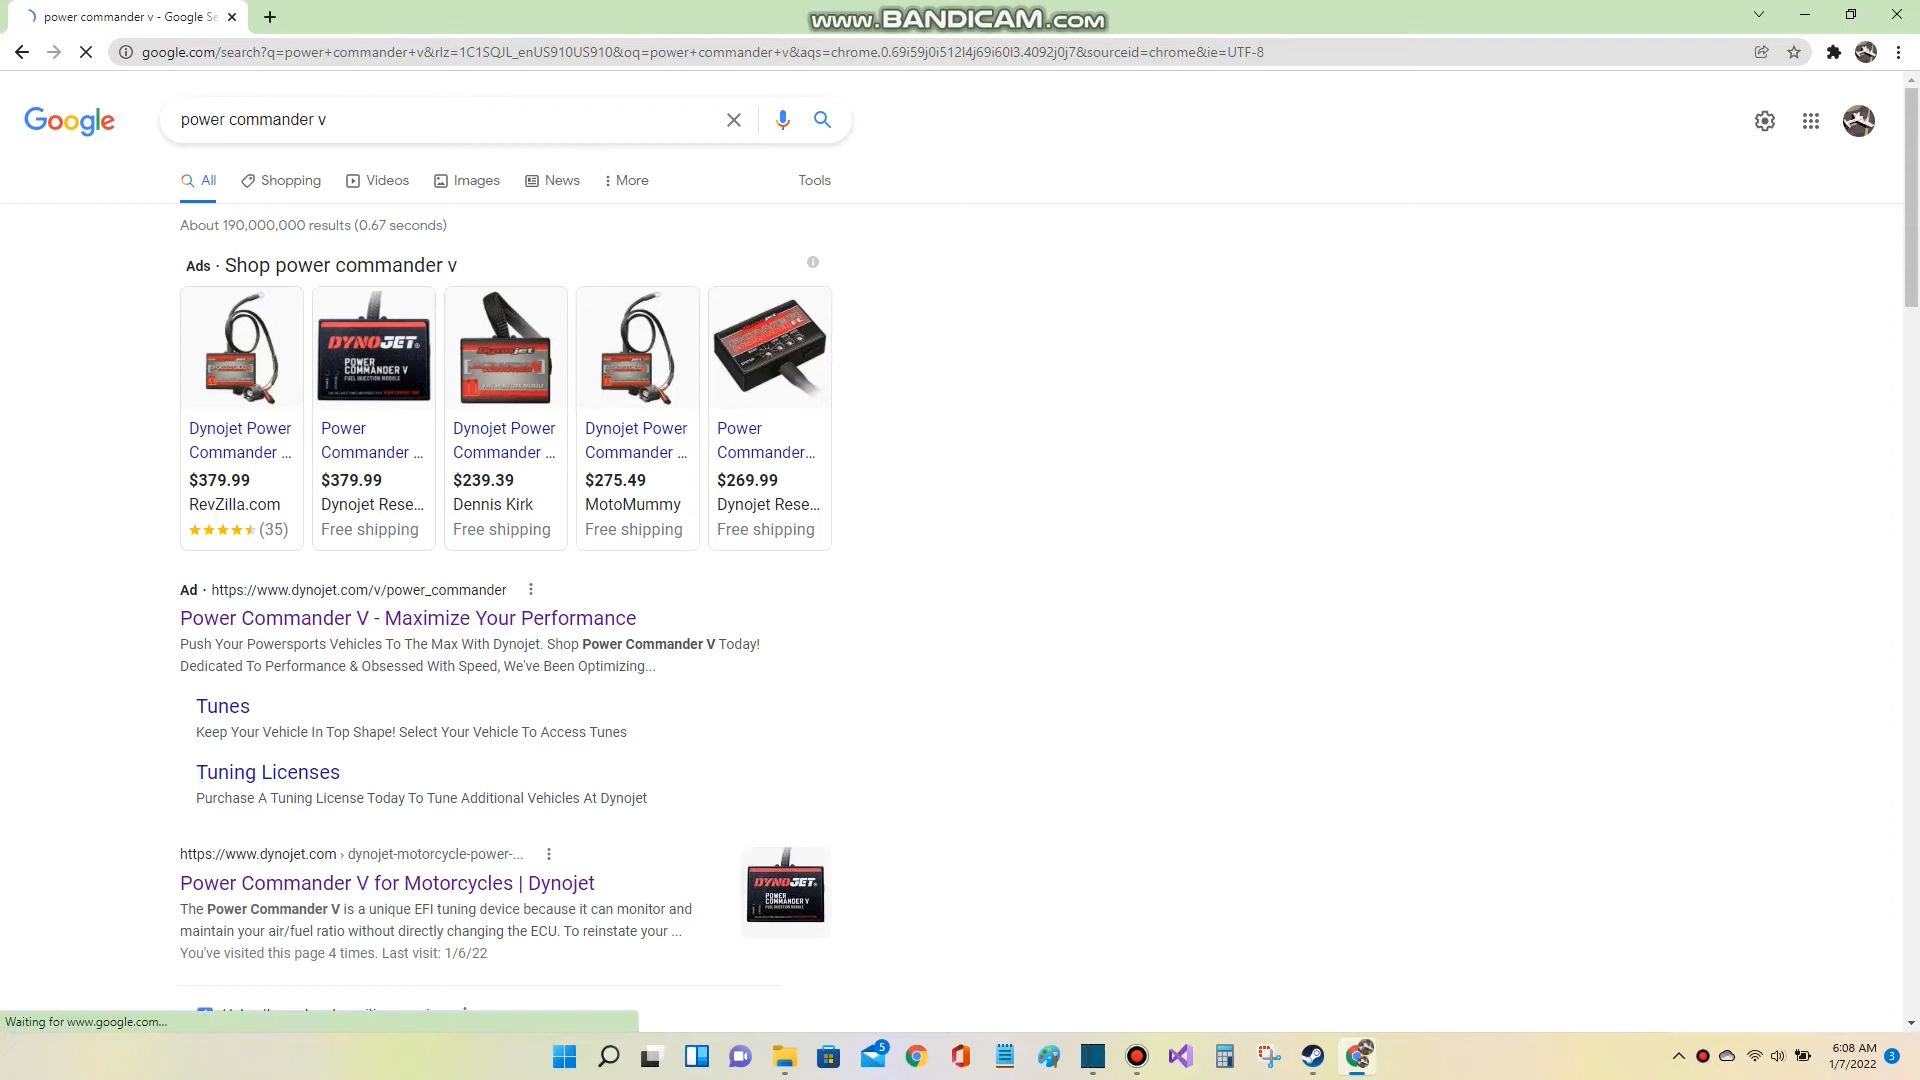 power commander v - Google Se
www.BANDICAM.com
google.com/search?q=power+commander+v&rlz=1C1SQJL_enUS910US910&oq=power+commander+v&aqs=chrome.0.69i59j0i512l4j69i60l3.4092j0j7&sourceid=chrome&ie=UTF-8
Google
power commander v
All Shopping Videos Images News More Tools
About 190,000,000 results (0.67 seconds)
Ads · Shop power commander v
DYNOJET
POWER
COMMANDER V
FUEL INJECTION MODULE
Dynojet Power Commander ...
$379.99
RevZilla.com
(35)
Power Commander ...
$379.99
Dynojet Rese...
Free shipping
Dynojet Power Commander ...
$239.39
Dennis Kirk
Free shipping
Dynojet Power Commander ...
$275.49
MotoMummy
Free shipping
Power Commander...
$269.99
Dynojet Rese...
Free shipping
Ad · https://www.dynojet.com/v/power_commander
Power Commander V - Maximize Your Performance
Push Your Powersports Vehicles To The Max With Dynojet. Shop Power Commander V Today!
Dedicated To Performance & Obsessed With Speed, We've Been Optimizing...
Tunes
Keep Your Vehicle In Top Shape! Select Your Vehicle To Access Tunes
Tuning Licenses
Purchase A Tuning License Today To Tune Additional Vehicles At Dynojet
https://www.dynojet.com › dynojet-motorcycle-power-...
Power Commander V for Motorcycles | Dynojet
The Power Commander V is a unique EFI tuning device because it can monitor and
maintain your air/fuel ratio without directly changing the ECU. To reinstate your ...
You've visited this page 4 times. Last visit: 1/6/22
DYNOJET
POWER
COMMANDER V
Waiting for www.google.com...
5
6:08 AM
1/7/2022
3